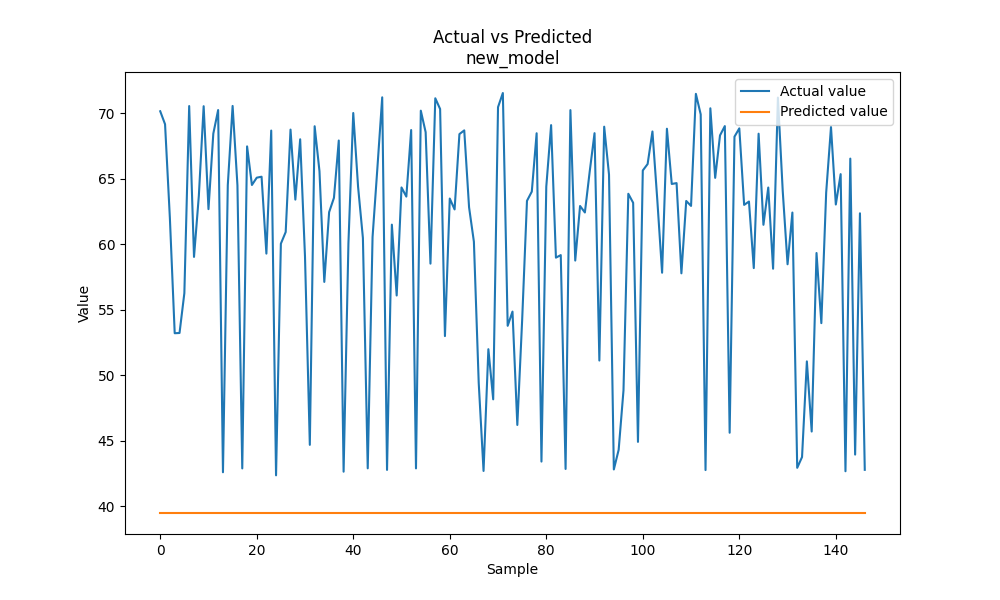 Actual vs Predicted
new_model
Actual value
Predicted value
Value
70
65
60
55
50
45
40
0 20 40 60 80 100 120 140
Sample